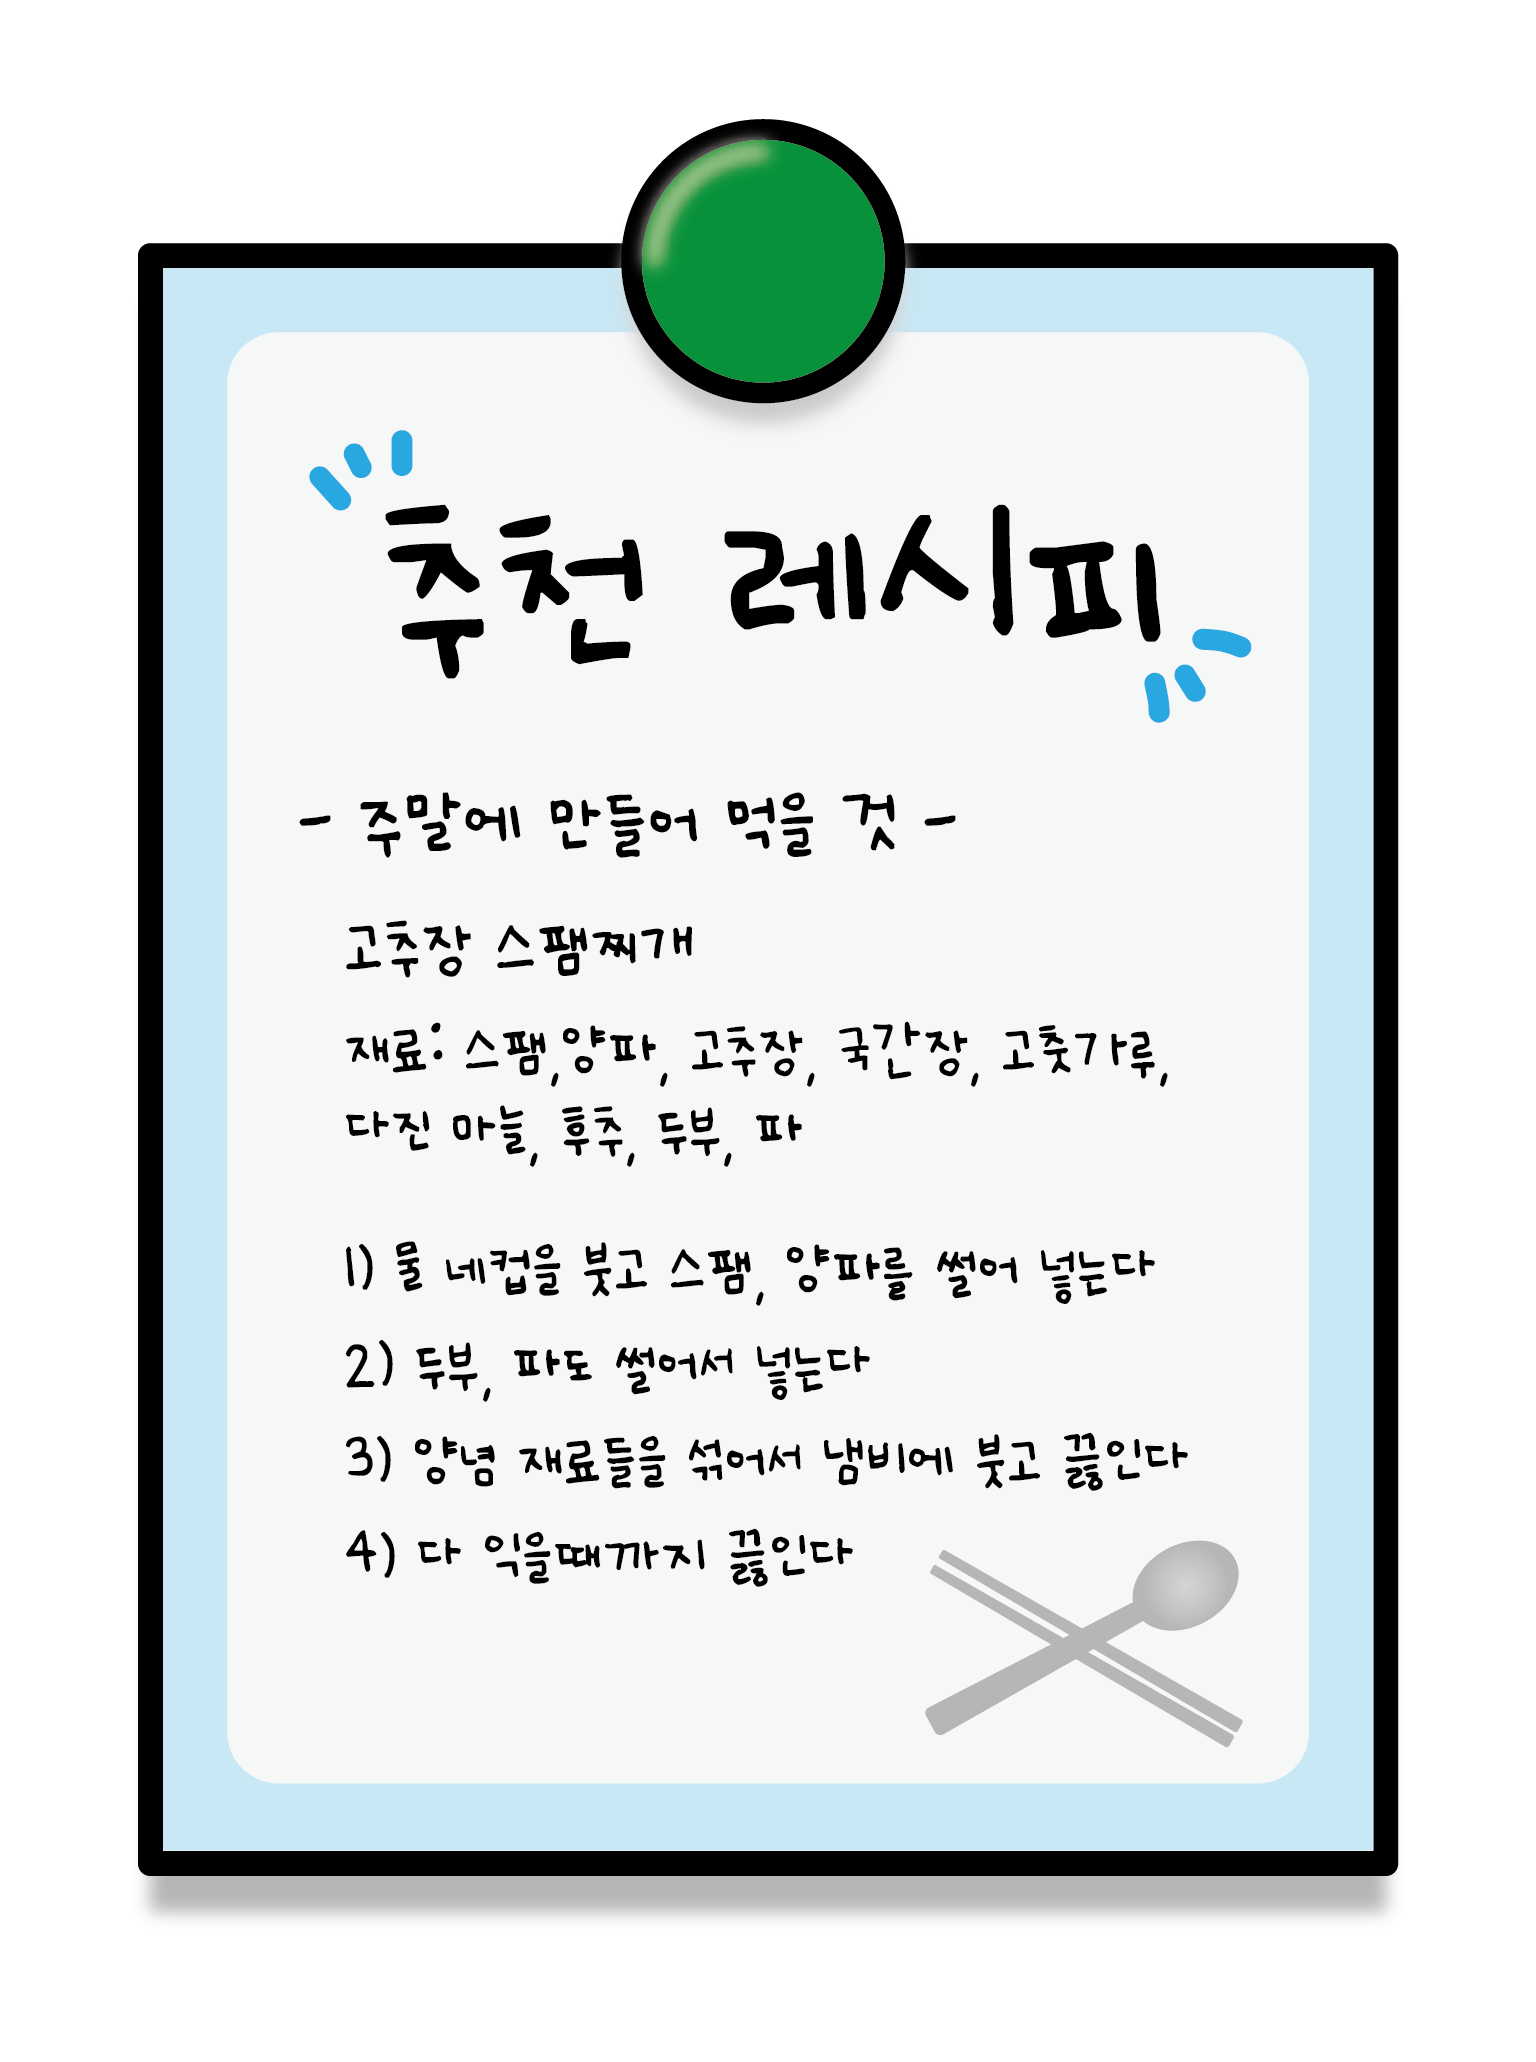 추천 레시피
- 주말에 만들어 먹을 것 -
고추장 스팸찌개
재료: 스팸,양파, 고추장, 국간장, 고춧가루,
다진 마늘, 후추, 두부, 파
1) 물 네컵을 붓고 스팸, 양파를 썰어 넣는다
2) 두부, 파도 썰어서 넣는다
3) 양념 재료들을 섞어서 냄비에 붓고 끓인다
4) 다 익을때까지 끓인다